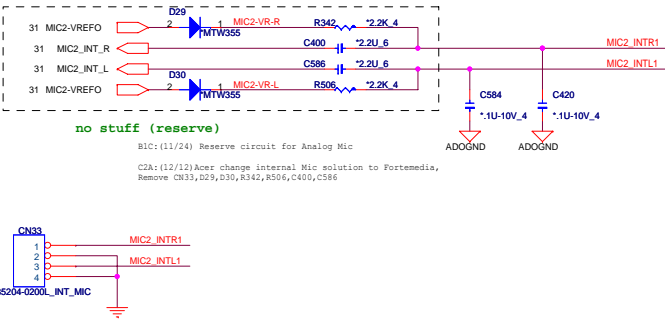 D29
31 MIC2-VREFO 2 1 MIC2-VR-R R342 *2.2K_4
*MTW355
31 MIC2_INT_R C400 *2.2U_6 MIC2_INTR1
31 MIC2_INT_L C586 *2.2U_6 MIC2_INTL1
D30
31 MIC2-VREFO 2 1 MIC2-VR-L R506 *2.2K_4
*MTW355
C584 C420
*.1U-10V_4 *.1U-10V_4
no stuff (reserve)
ADOGND ADOGND
B1C:(11/24) Reserve circuit for Analog Mic
C2A:(12/12)Acer change internal Mic solution to Fortemedia,
Remove CN33,D29,D30,R342,R506,C400,C586
CN33
1 MIC2_INTR1
2
3 MIC2_INTL1
4
85204-0200L_INT_MIC